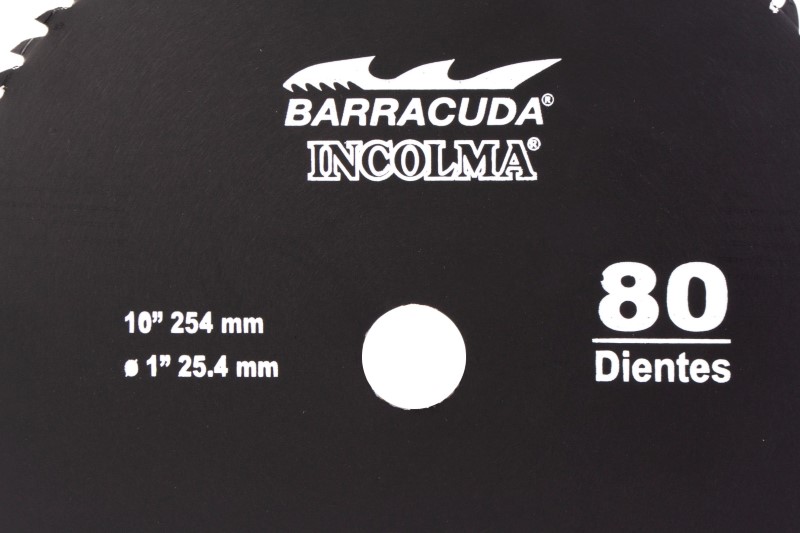 BARRACUDA®
INCOLMA®
80
Dientes
10” 254 mm
ø 1” 25.4 mm